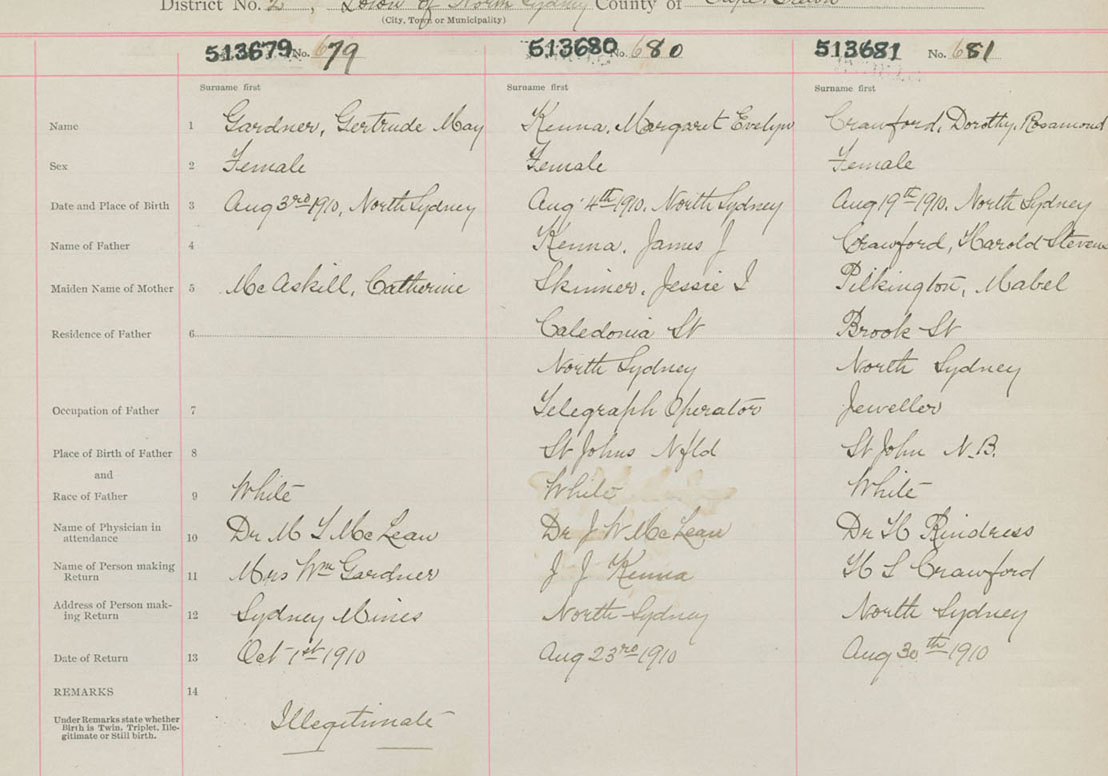 District No. 2, Town of North Sydney County of Cape Breton
(City, Town or Municipality)
513679 No. 679 513680 No. 680 513681 No. 681
Surname first Surname first Surname first
Name 1 Gardner, Gertrude May Kenna, Margaret Evelyn Crawford, Dorothy, Rosamond
Sex 2 Female Female Female
Date and Place of Birth 3 Aug 3rd 1910, North Sydney Aug 4th 1910. North Sydney Aug 19th 1910. North Sydney
Name of Father 4 Kenna, James J Crawford, Harold Stevens
Maiden Name of Mother 5 McAskill, Catherine Skinner, Jessie I Pilkington, Mabel
Residence of Father 6 Caledonia St Brook St
North Sydney North Sydney
Occupation of Father 7 Telegraph Operator Jeweller
Place of Birth of Father 8 St Johns Nfld St John N.B.
and
Race of Father 9 White White White
Name of Physician in
attendance 10 Dr M S McLean Dr J W McLean Dr H Rindress
Name of Person making
Return 11 Mrs Wm Gardner J J Kenna H S Crawford
Address of Person mak-
ing Return 12 Sydney Mines North Sydney North Sydney
Date of Return 13 Oct 1st 1910 Aug 23rd 1910 Aug 30th 1910
REMARKS 14
Under Remarks state whether
Birth is Twin, Triplet, Ille-
gitimate or Still birth.
Illegitimate